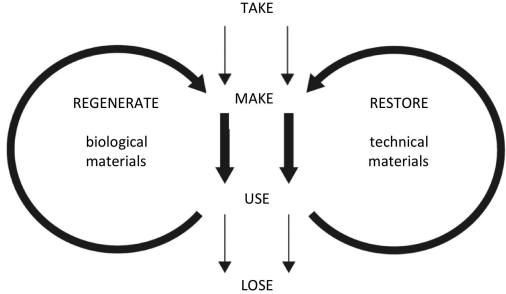 TAKE
MAKE
REGENERATE
biological
materials
RESTORE
technical
materials
USE
LOSE